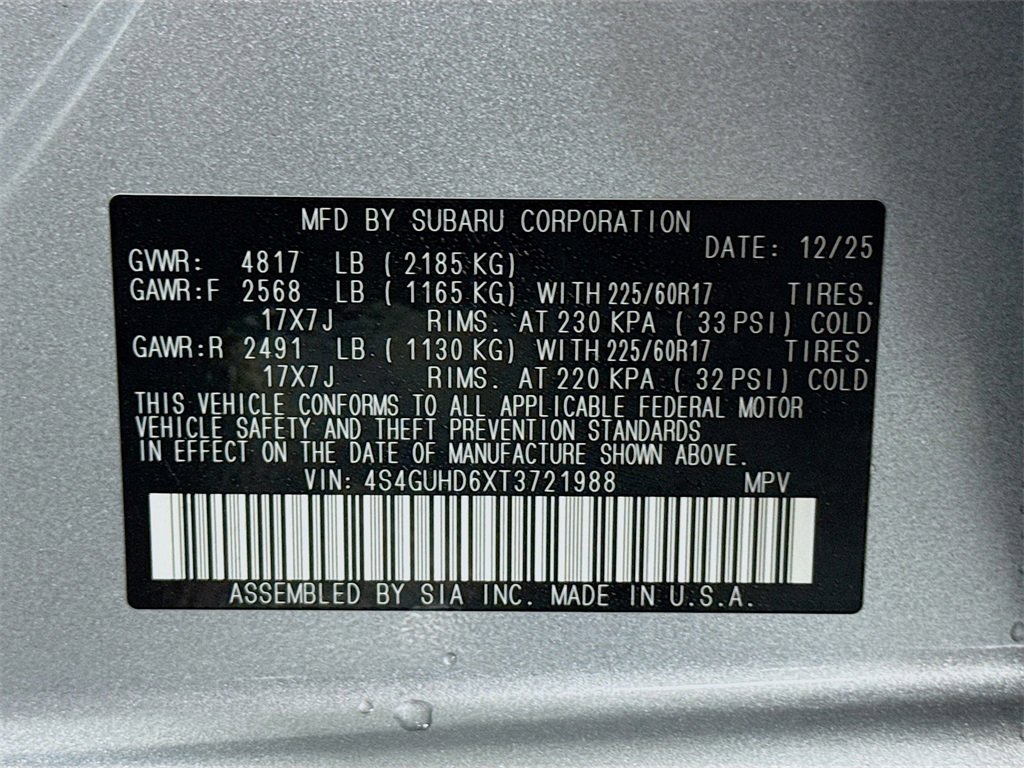 MFD BY SUBARU CORPORATION
DATE: 12/25
GVWR: 4817 LB ( 2185 KG)
GAWR:F 2568 LB ( 1165 KG) WITH 225/60R17 TIRES.
17X7J RIMS. AT 230 KPA ( 33 PSI) COLD
GAWR:R 2491 LB ( 1130 KG) WITH 225/60R17 TIRES.
17X7J RIMS. AT 220 KPA ( 32 PSI) COLD
THIS VEHICLE CONFORMS TO ALL APPLICABLE FEDERAL MOTOR
VEHICLE SAFETY AND THEFT PREVENTION STANDARDS
IN EFFECT ON THE DATE OF MANUFACTURE SHOWN ABOVE.
VIN: 4S4GUHD6XT3721988 MPV
ASSEMBLED BY SIA INC. MADE IN U.S.A.